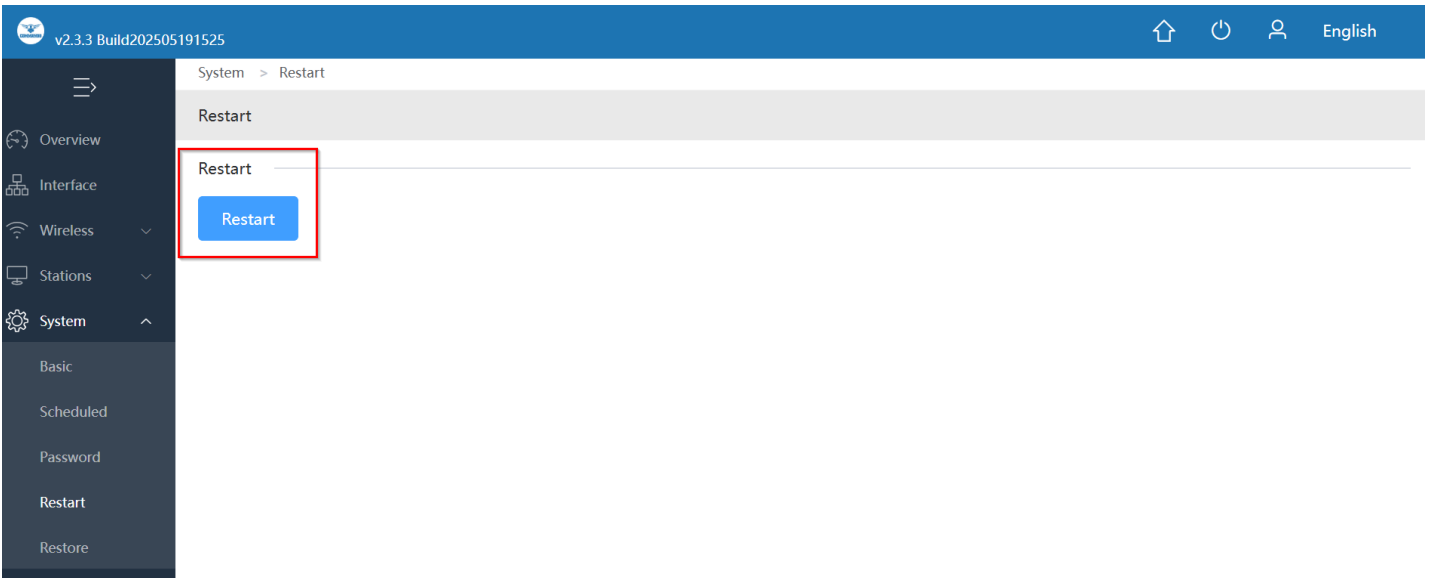 v2.3.3 Build202505191525
English
System > Restart
Restart
Overview
Interface
Wireless
Stations
System
Basic
Scheduled
Password
Restart
Restore
Restart
Restart